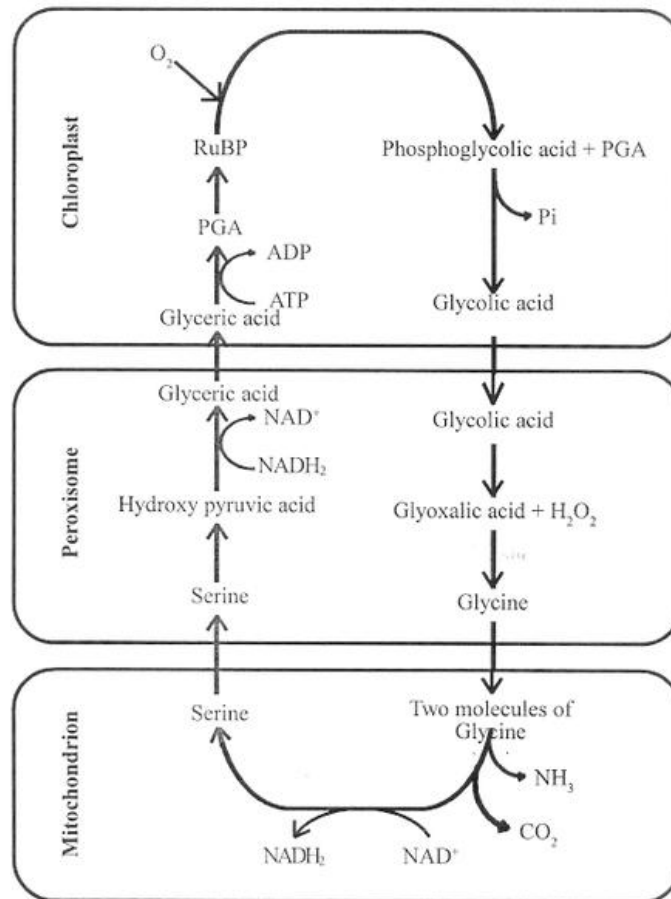 Chloroplast
O₂
RuBP
Phosphoglycolic acid + PGA
Pi
PGA
ADP
ATP
Glyceric acid
Glycolic acid
Peroxisome
Glyceric acid
Glycolic acid
NAD⁺
NADH₂
Hydroxy pyruvic acid
Glyoxalic acid + H₂O₂
Serine
Glycine
Mitochondrion
Serine
Two molecules of
Glycine
NH₃
CO₂
NADH₂
NAD⁺